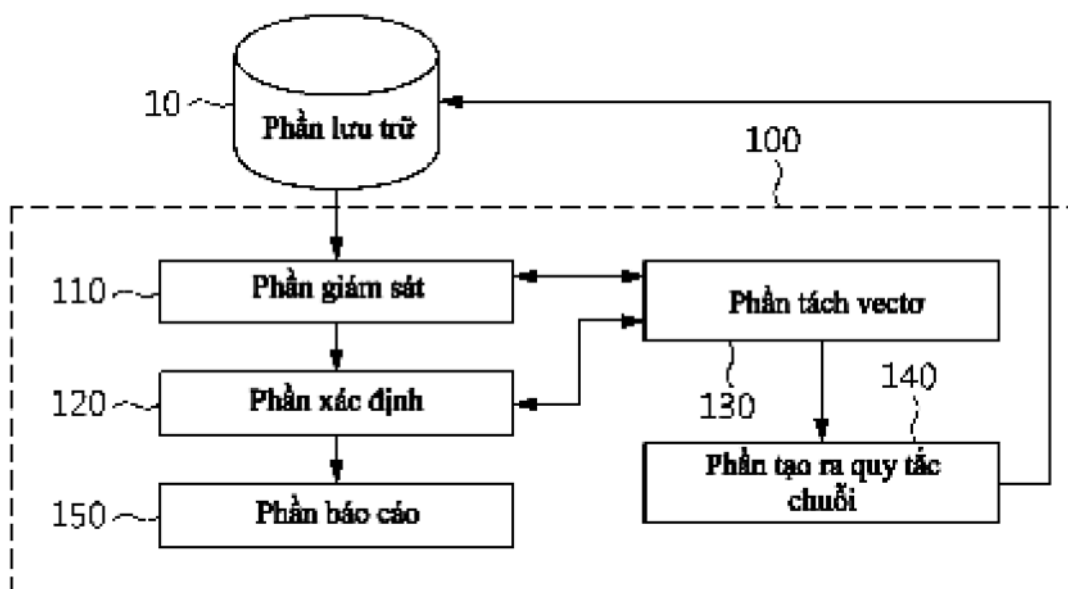 10
Phần lưu trữ
100
110
Phần giám sát
Phần tách vectơ
120
Phần xác định
130
140
Phần tạo ra quy tắc
chuỗi
150
Phần báo cáo